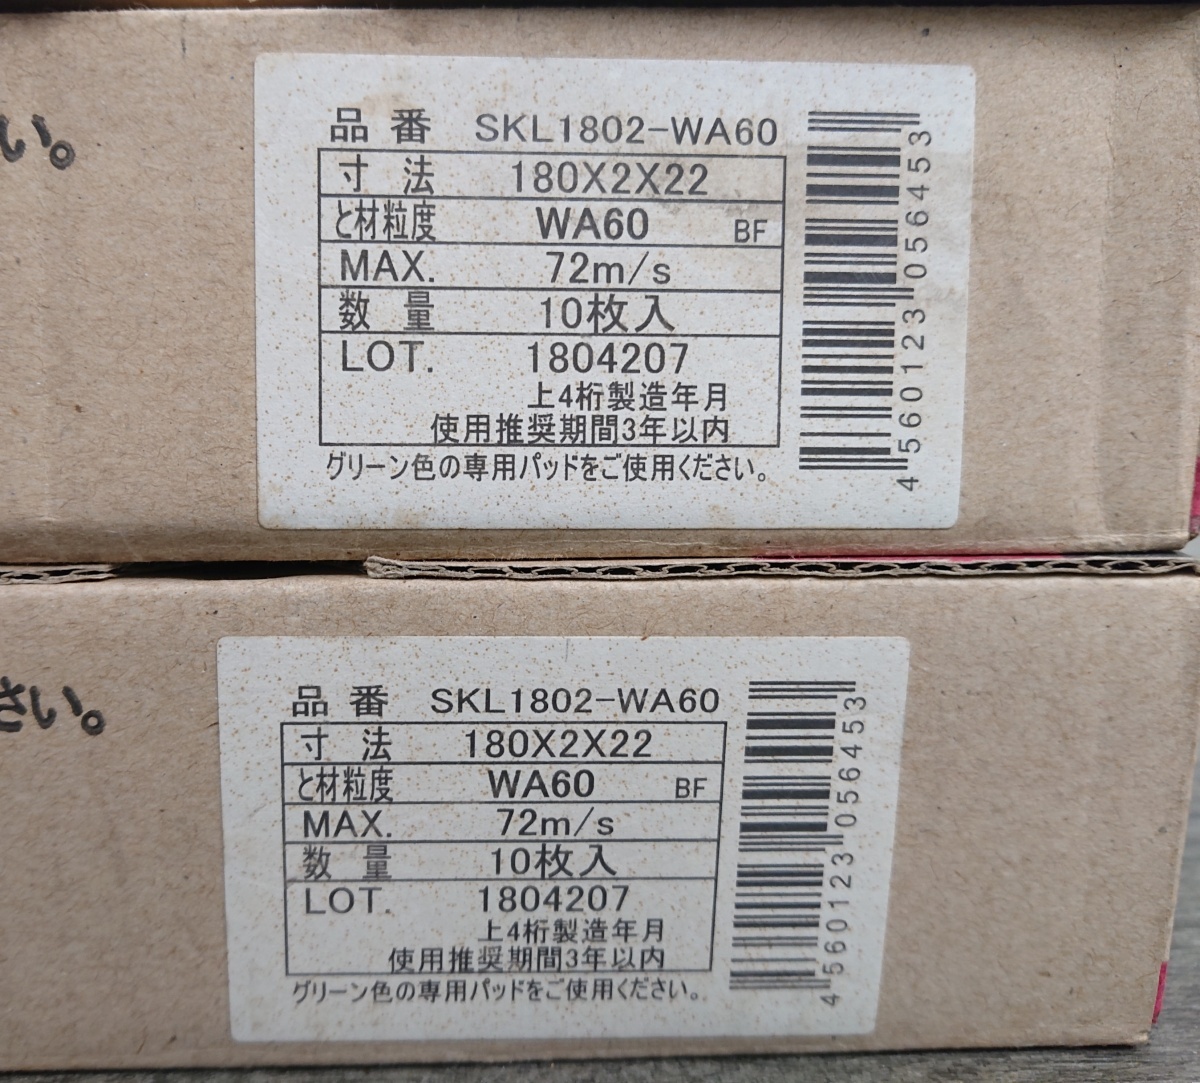 い。
品番 SKL1802-WA60
寸法 180X2X22
と材粒度 WA60 BF
MAX. 72m/s
数量 10枚入
LOT. 1804207
上4桁製造年月
使用推奨期間3年以内
グリーン色の専用パッドをご使用ください。
4560123056453
さい。
品番 SKL1802-WA60
寸法 180X2X22
と材粒度 WA60 BF
MAX. 72m/s
数量 10枚入
LOT. 1804207
上4桁製造年月
使用推奨期間3年以内
グリーン色の専用パッドをご使用ください。
4560123056453